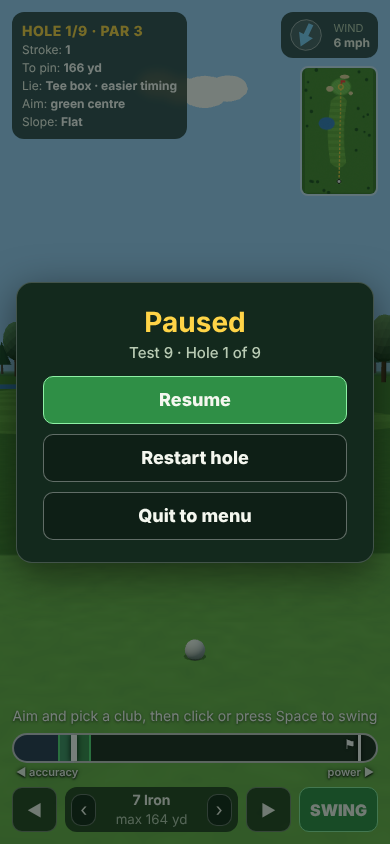 HOLE 1/9 · PAR 3
Stroke: 1
To pin: 166 yd
Lie: Tee box · easier timing
Aim: green centre
Slope: Flat
WIND
6 mph
Paused
Test 9 · Hole 1 of 9
Resume
Restart hole
Quit to menu
Aim and pick a club, then click or press Space to swing
◀ accuracy
power ▶
◀
‹
7 Iron
max 164 yd
›
▶
SWING